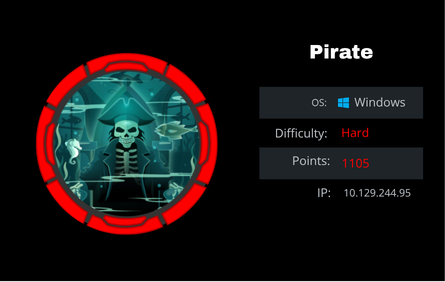 Pirate
OS: Windows
Difficulty: Hard
Points: 1105
IP: 10.129.244.95